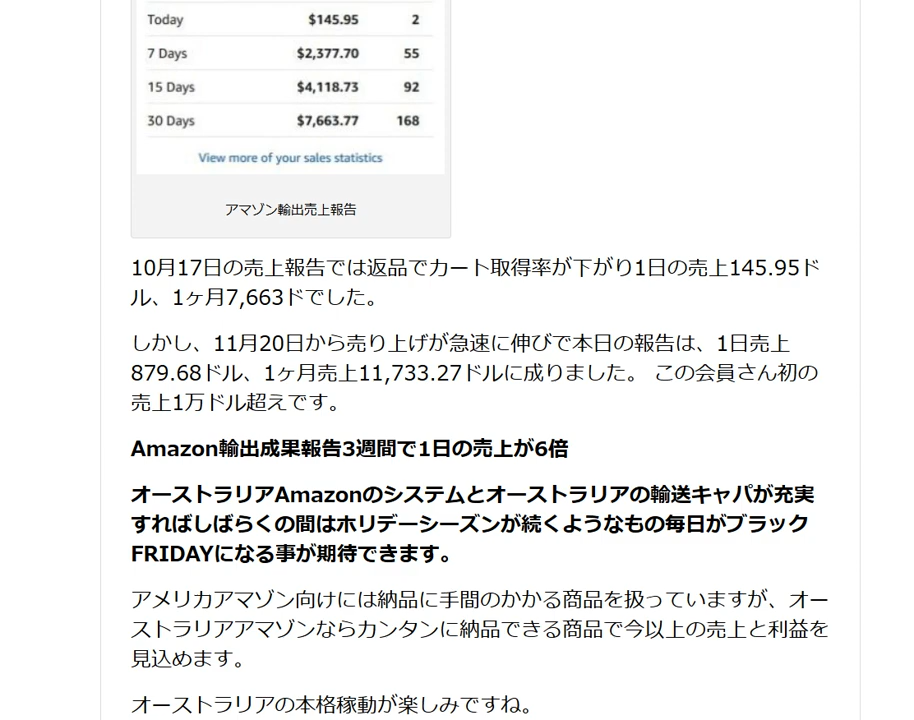 Today $145.95 2
7 Days $2,377.70 55
15 Days $4,118.73 92
30 Days $7,663.77 168
View more of your sales statistics
アマゾン輸出売上報告
10月17日の売上報告では返品でカート取得率が下がり1日の売上145.95ド
ル、1ヶ月7,663ドでした。
しかし、11月20日から売り上げが急速に伸びで本日の報告は、1日売上
879.68ドル、1ヶ月売上11,733.27ドルに成りました。 この会員さん初の
売上1万ドル超えです。
Amazon輸出成果報告3週間で1日の売上が6倍
オーストラリアAmazonのシステムとオーストラリアの輸送キャパが充実
すればしばらくの間はホリデーシーズンが続くようなもの毎日がブラック
FRIDAYになる事が期待できます。
アメリカアマゾン向けには納品に手間のかかる商品を扱っていますが、オー
ストラリアアマゾンならカンタンに納品できる商品で今以上の売上と利益を
見込めます。
オーストラリアの本格稼動が楽しみですね。